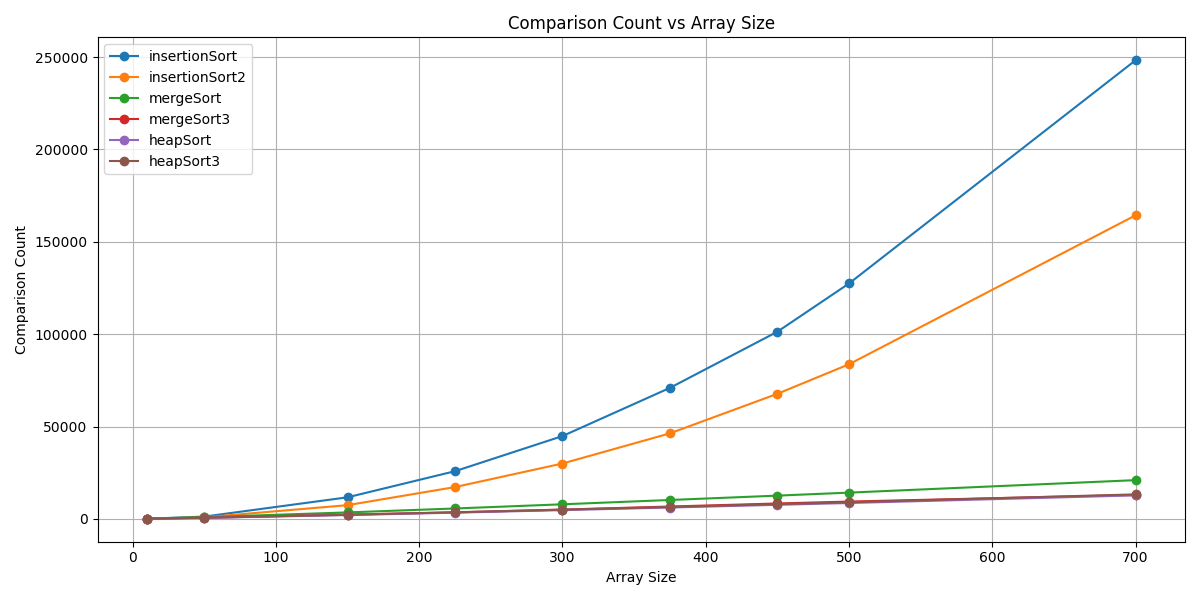 Comparison Count vs Array Size
insertionSort
insertionSort2
mergeSort
mergeSort3
heapSort
heapSort3
250000
200000
150000
100000
50000
0
Comparison Count
0 100 200 300 400 500 600 700
Array Size